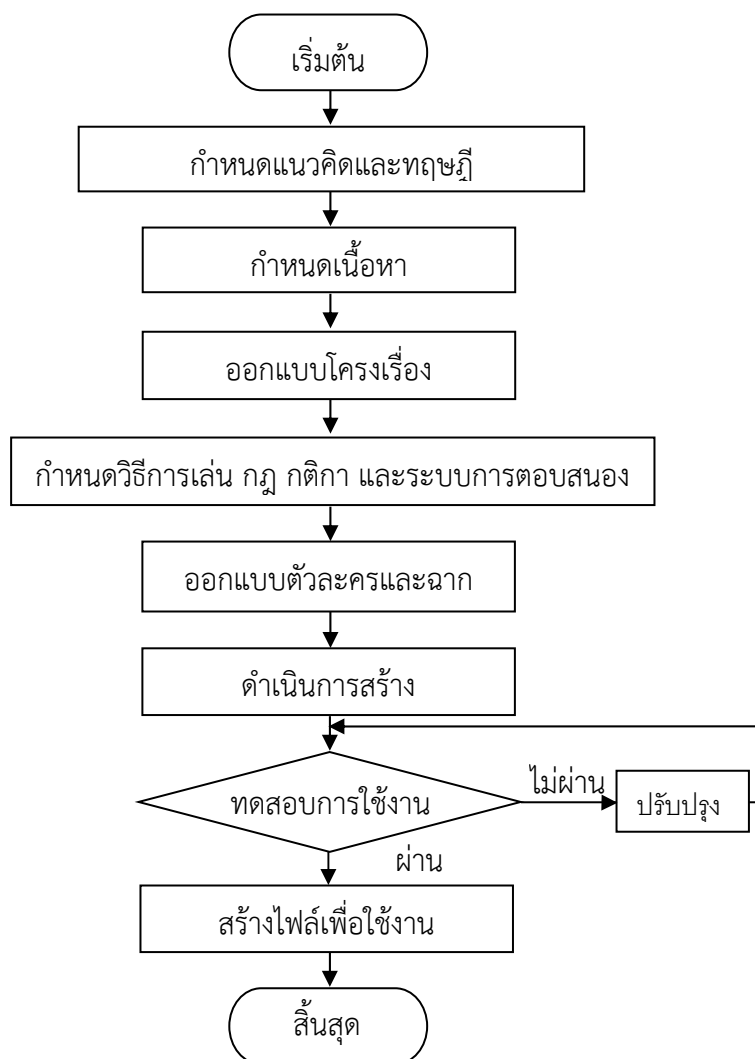 เริ่มต้น
กำหนดแนวคิดและทฤษฎี
กำหนดเนื้อหา
ออกแบบโครงเรื่อง
กำหนดวิธีการเล่น กฎ กติกา และระบบการตอบสนอง
ออกแบบตัวละครและฉาก
ดำเนินการสร้าง
ทดสอบการใช้งาน
ไม่ผ่าน
ปรับปรุง
ผ่าน
สร้างไฟล์เพื่อใช้งาน
สิ้นสุด